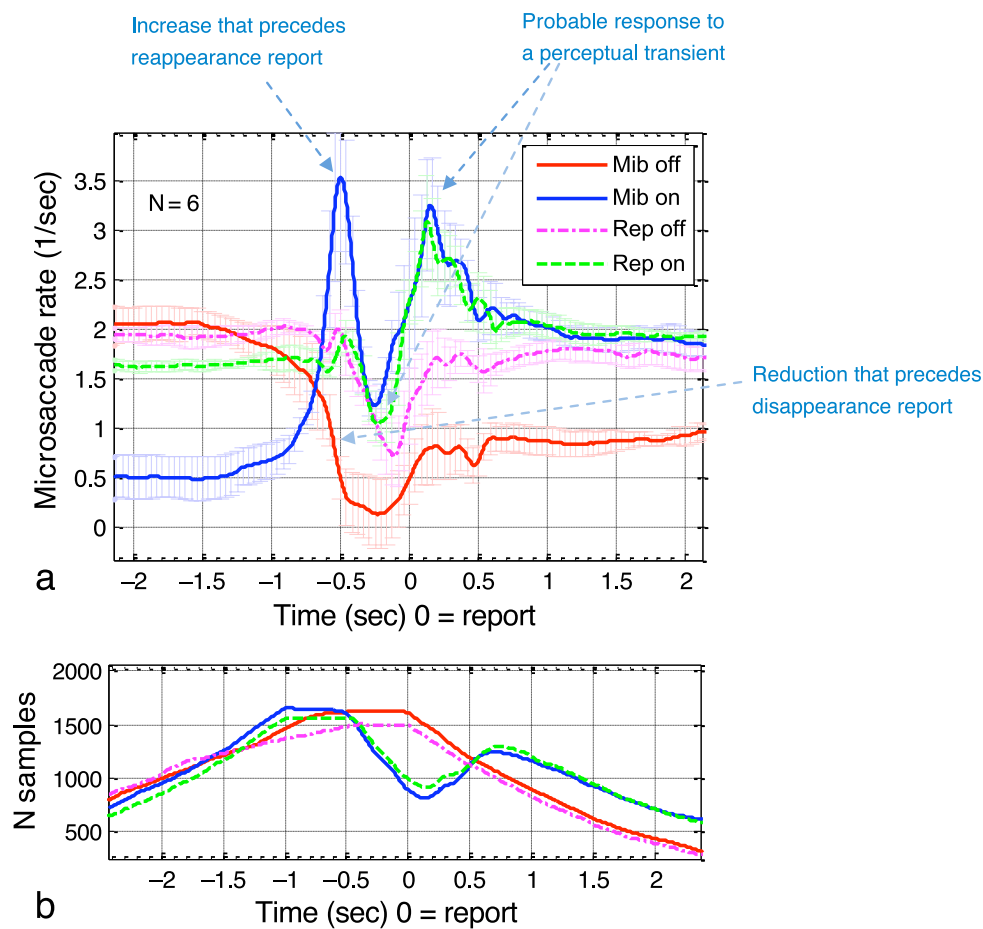 Increase that precedes
reappearance report
Probable response to
a perceptual transient
Microsaccade rate (1/sec)
3.5
3
2.5
2
1.5
1
0.5
0
N = 6
Mib off
Mib on
Rep off
Rep on
Reduction that precedes
disappearance report
−2 −1.5 −1 −0.5 0 0.5 1 1.5 2
Time (sec) 0 = report
a
N samples
2000
1500
1000
500
−2 −1.5 −1 −0.5 0 0.5 1 1.5 2
Time (sec) 0 = report
b